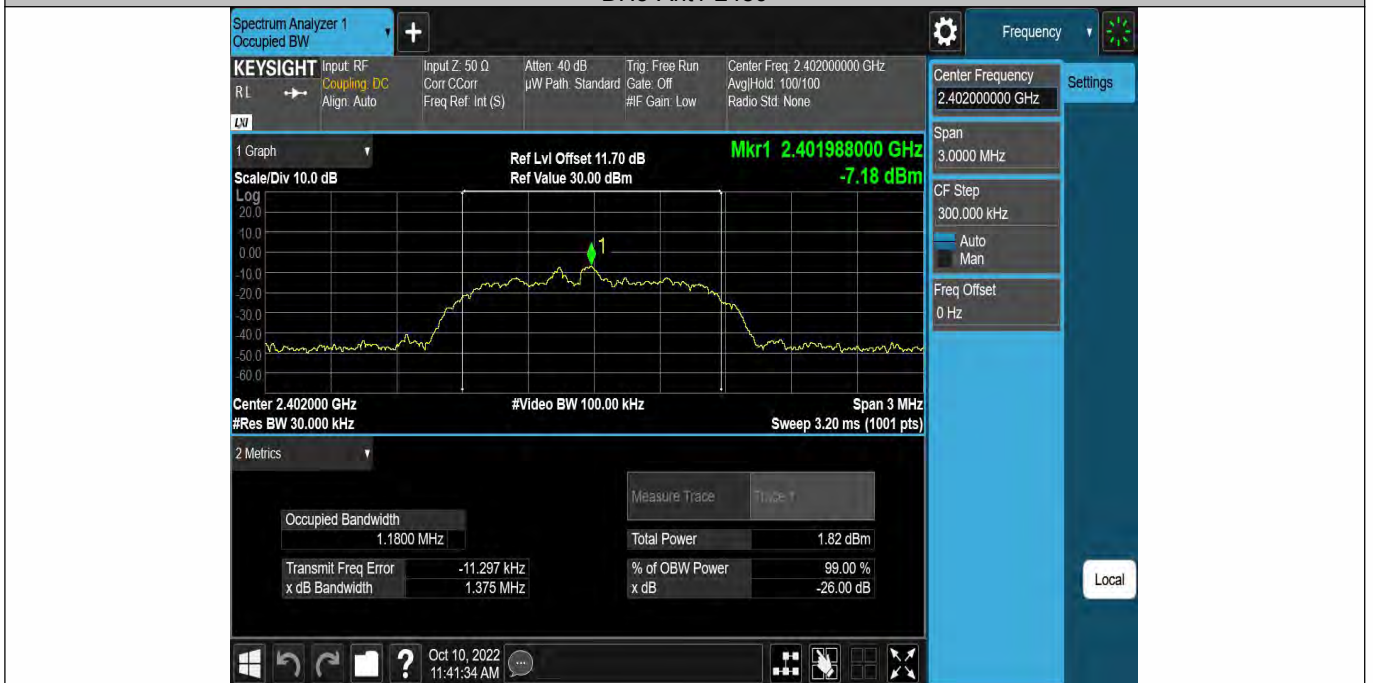 Spectrum Analyzer 1
Occupied BW
+
Frequency
KEYSIGHT
RL
LXI
Input: RF
Coupling: DC
Align: Auto
Input Z: 50 Ω
Corr CCorr
Freq Ref: Int (S)
Atten: 40 dB
µW Path: Standard
Trig: Free Run
Gate: Off
#IF Gain: Low
Center Freq: 2.402000000 GHz
Avg|Hold: 100/100
Radio Std: None
Center Frequency
2.402000000 GHz
Settings
Span
3.0000 MHz
CF Step
300.000 kHz
Auto
Man
Freq Offset
0 Hz
Local
1 Graph
Scale/Div 10.0 dB
Ref Lvl Offset 11.70 dB
Ref Value 30.00 dBm
Mkr1 2.401988000 GHz
-7.18 dBm
Log
20.0
10.0
0.00
-10.0
-20.0
-30.0
-40.0
-50.0
-60.0
1
Center 2.402000 GHz
#Video BW 100.00 kHz
Span 3 MHz
#Res BW 30.000 kHz
Sweep 3.20 ms (1001 pts)
2 Metrics
Measure Trace
Trace 1
Occupied Bandwidth
1.1800 MHz
Total Power 1.82 dBm
Transmit Freq Error -11.297 kHz
% of OBW Power 99.00 %
x dB Bandwidth 1.375 MHz
x dB -26.00 dB
?
Oct 10, 2022
11:41:34 AM